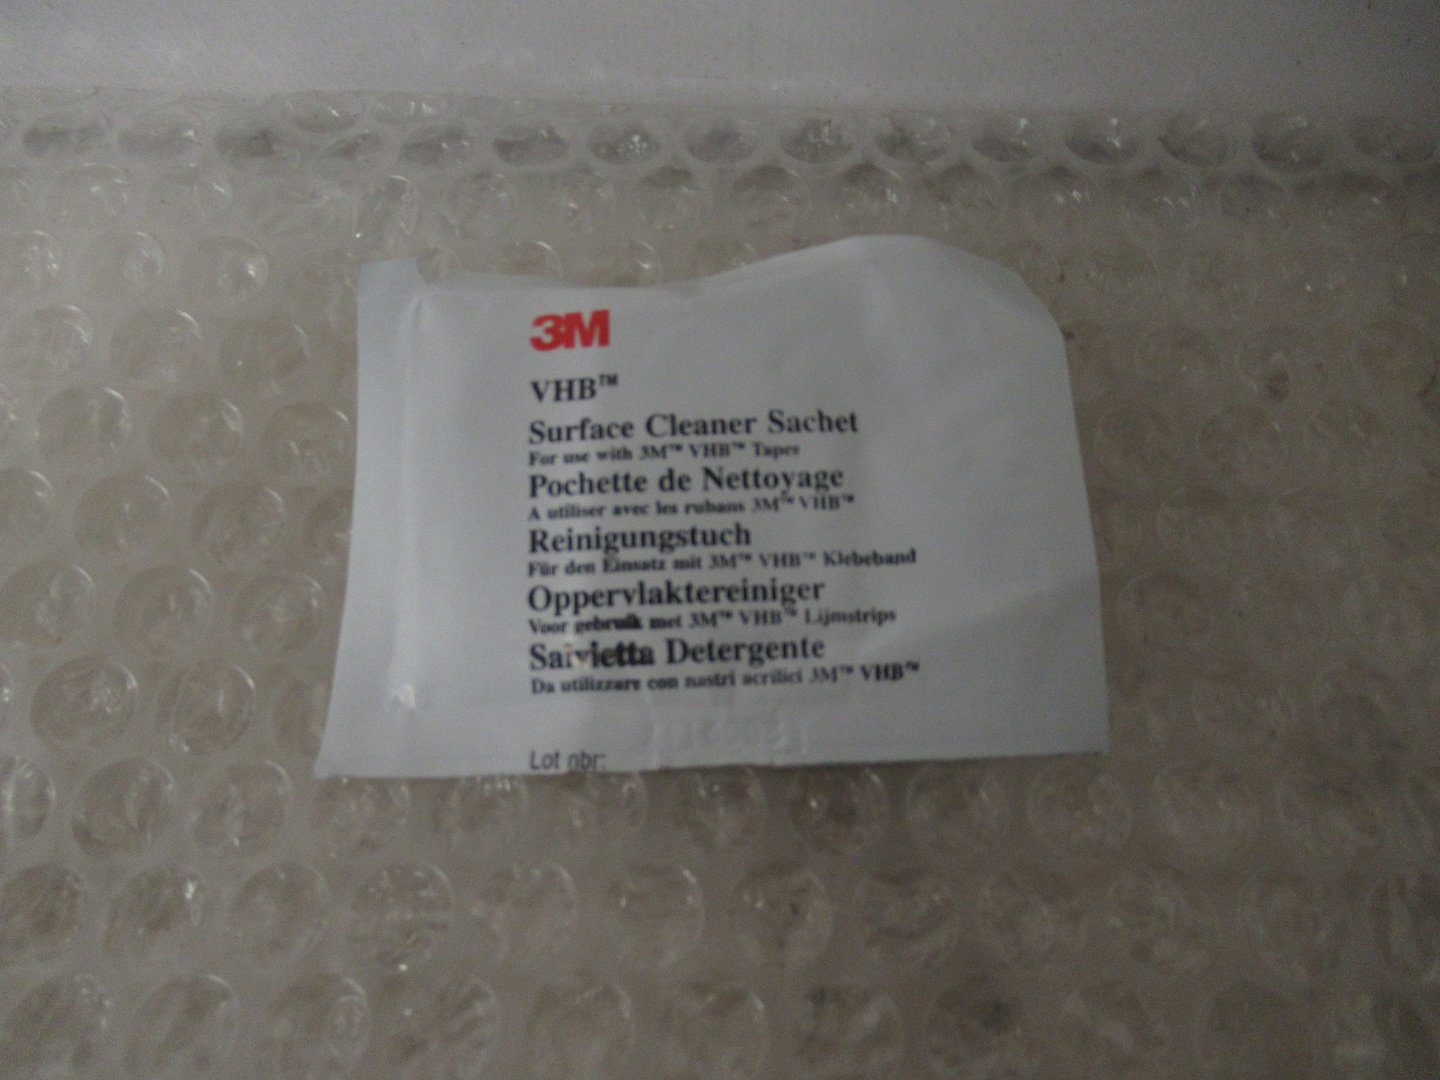 3M
VHB™
Surface Cleaner Sachet
For use with 3M™ VHB™ Tapes
Pochette de Nettoyage
A utiliser avec les rubans 3M™ VHB™
Reinigungstuch
Für den Einsatz mit 3M™ VHB™ Klebeband
Oppervlaktereiniger
Voor gebruik met 3M™ VHB™ Lijmstrips
Salvietta Detergente
Da utilizzare con nastri acrilici 3M™ VHB™
Lot nbr: